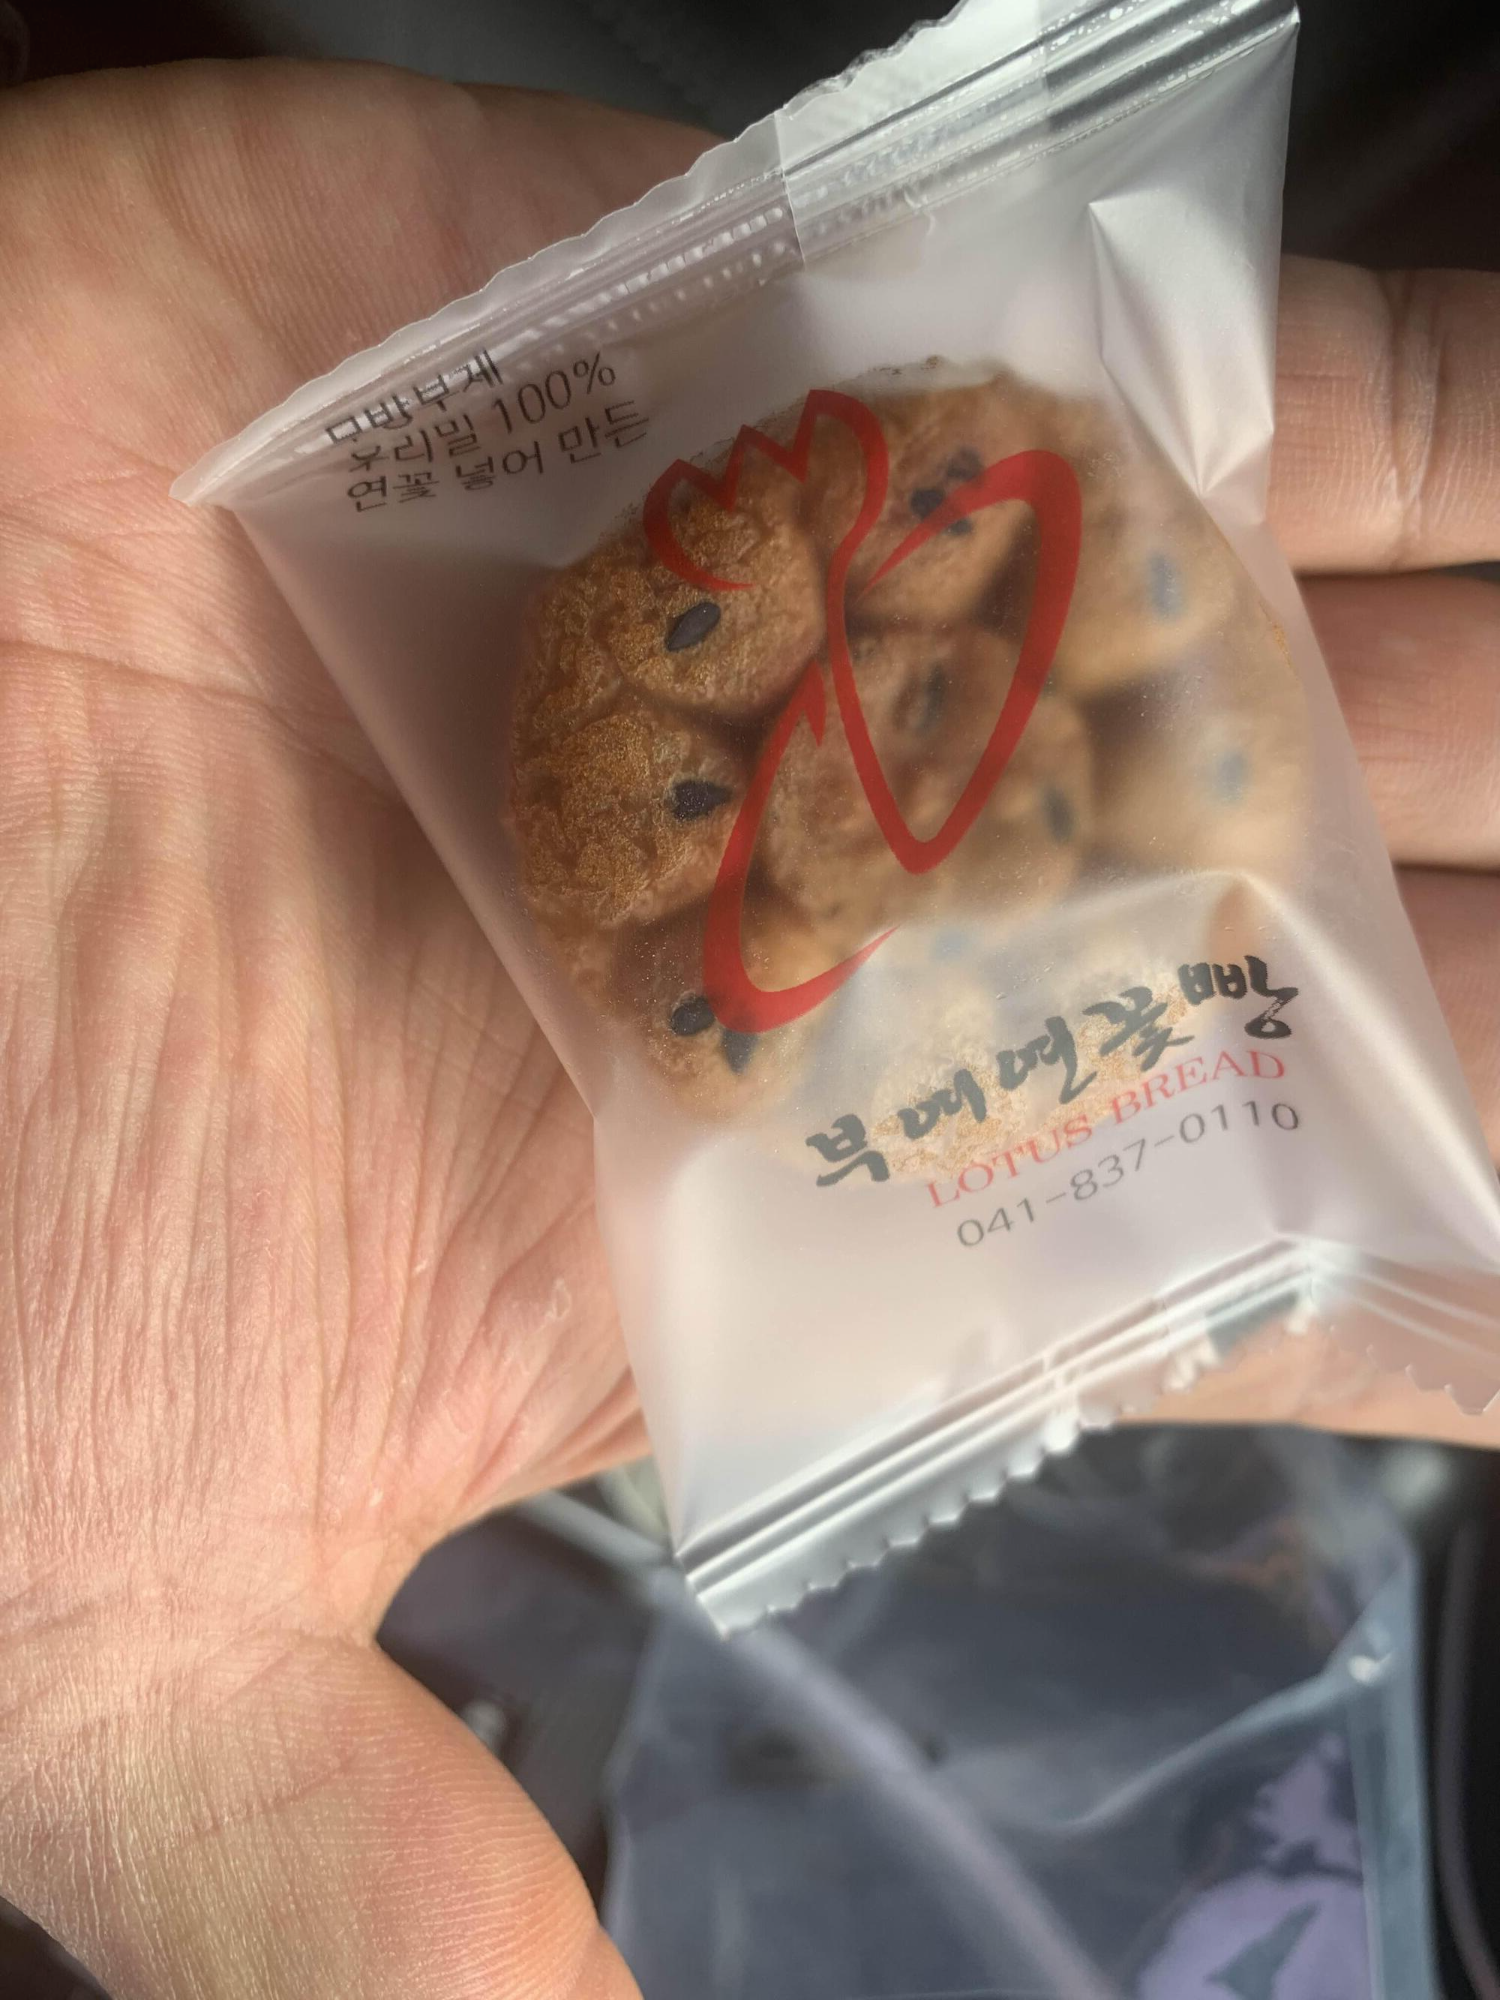 무방부제
우리밀 100%
연꽃 넣어 만든
부여연꽃빵
LOTUS BREAD
041-837-0110